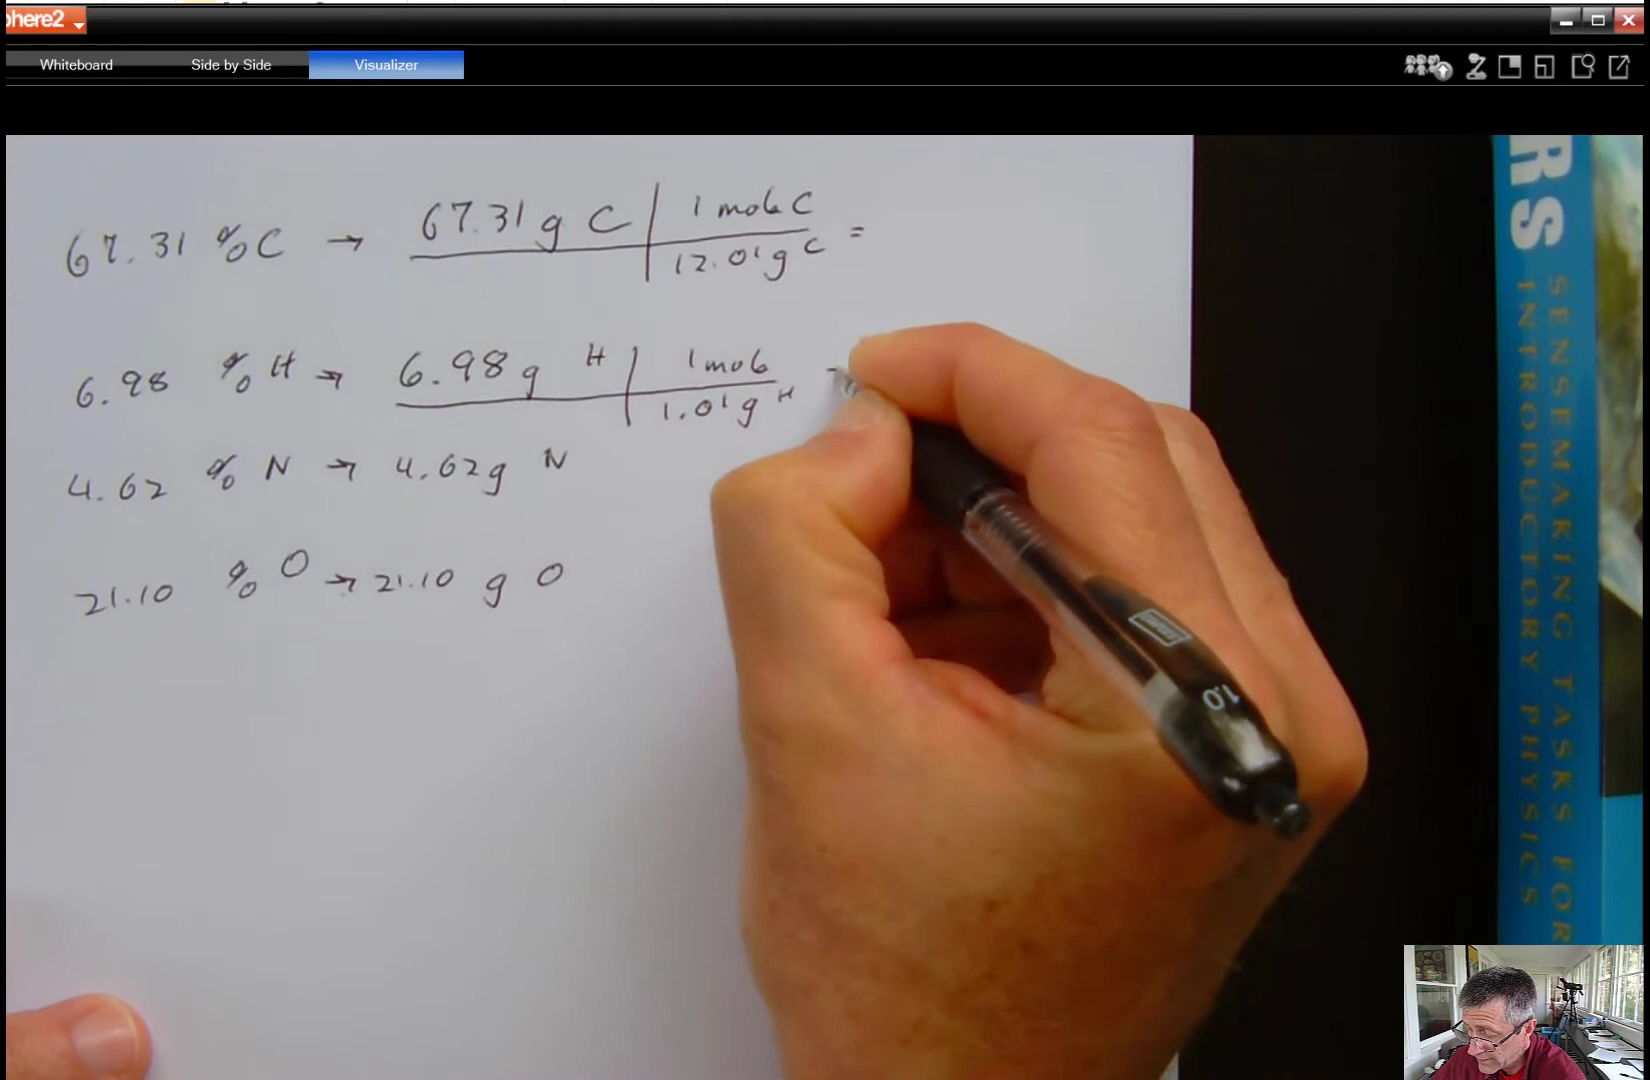 phere2
Whiteboard Side by Side Visualizer
67.31 % C → 67.31 g C | 1 mole C =
12.01 g C
6.98 % H → 6.98 g H | 1 mole
1.01 g H
4.62 % N → 4.62 g N
21.10 % O → 21.10 g O
1.0
RS
SENSEMAKING TASKS FOR
INTRODUCTORY PHYSICS